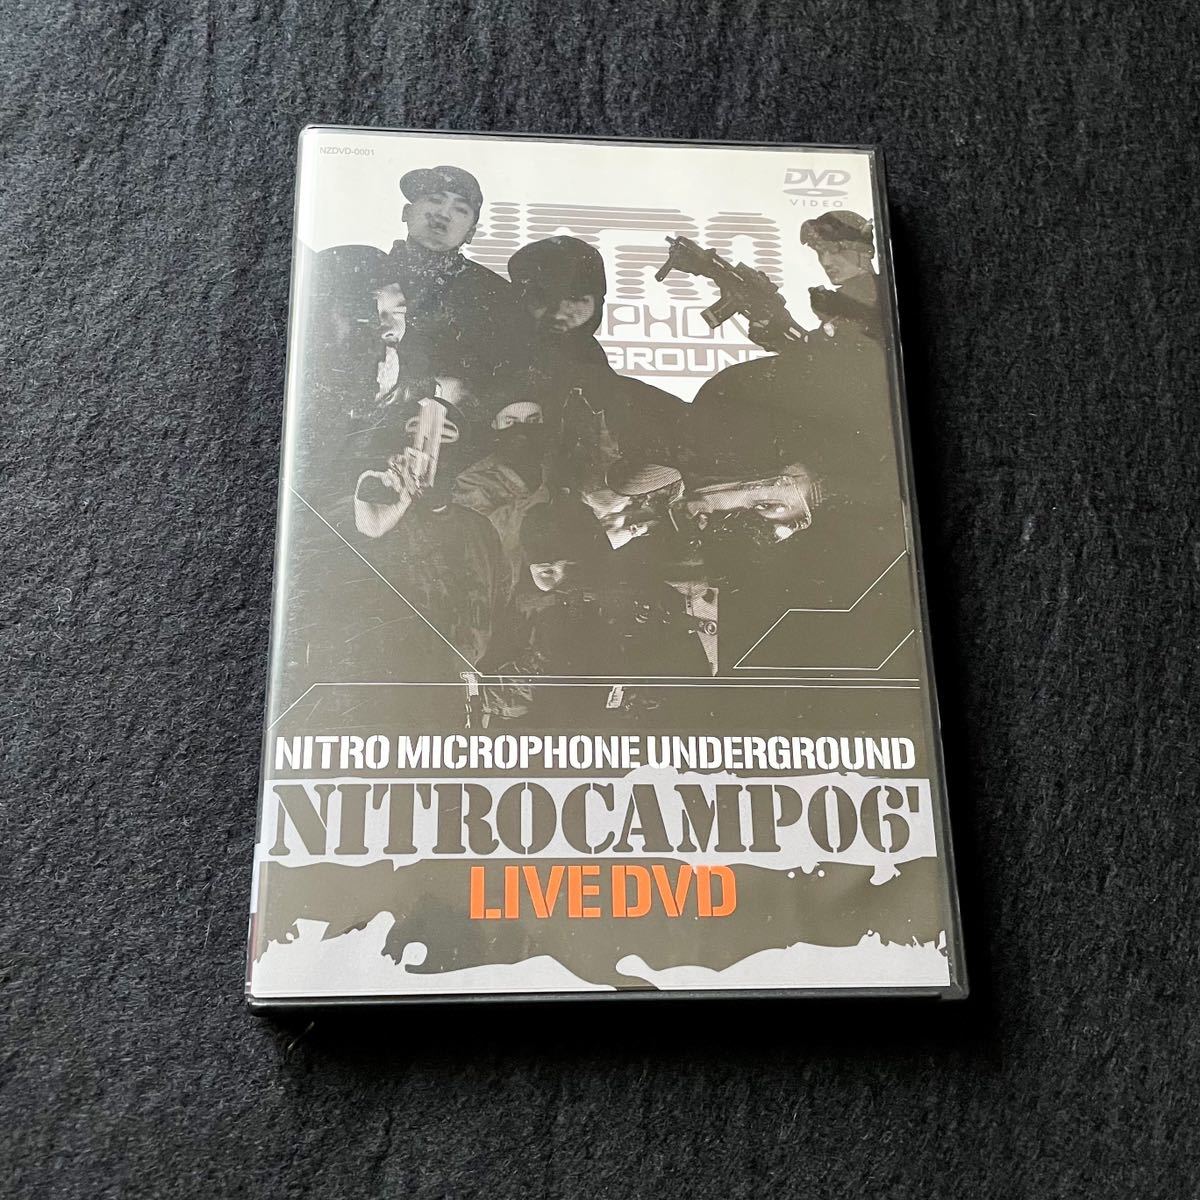 NZDVD-0001
DVD
VIDEO
NITRO MICROPHONE UNDERGROUND
NITROCAMP06'
LIVE DVD